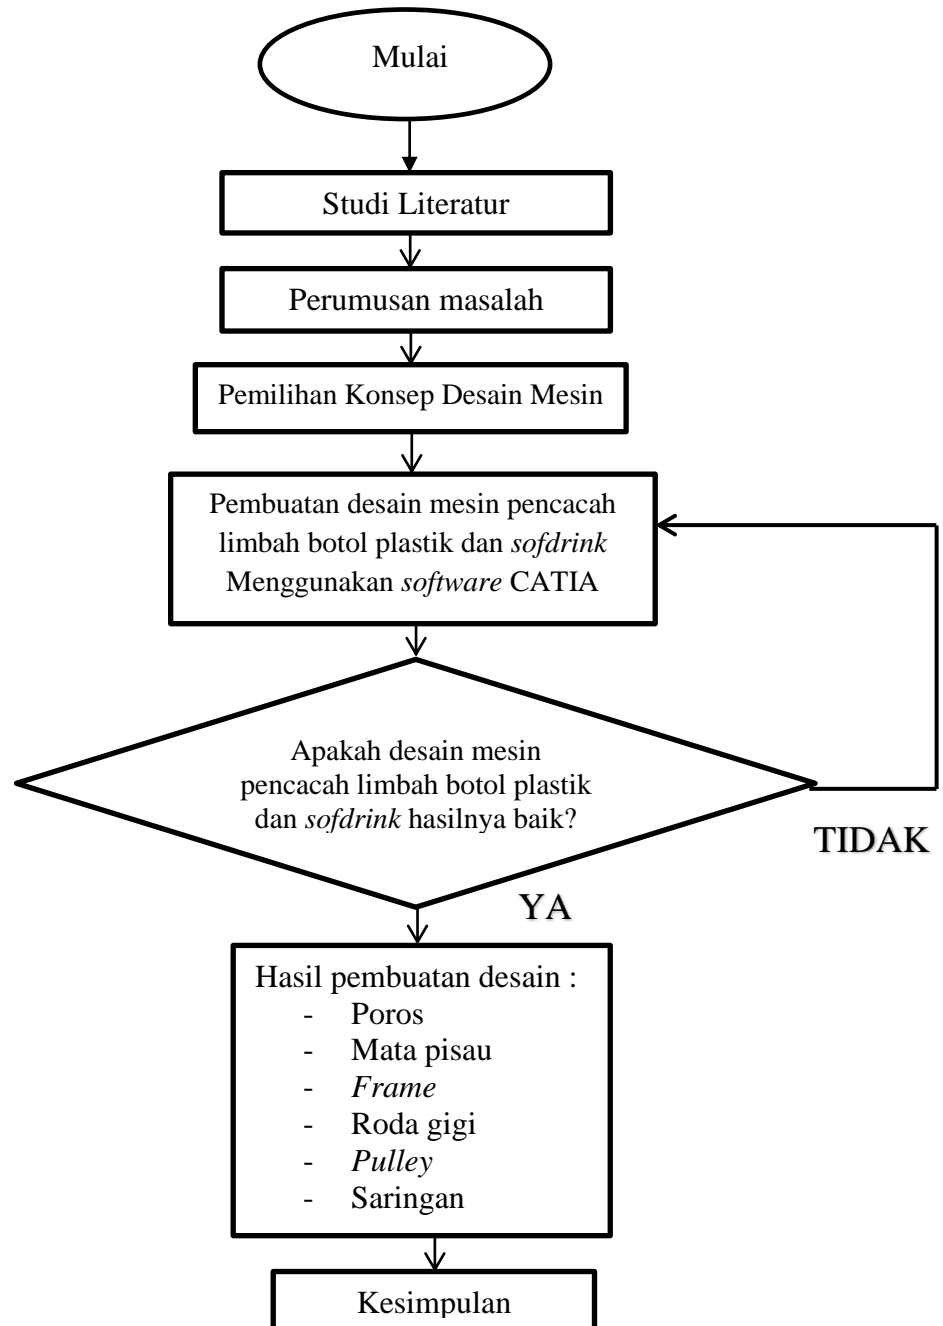 Mulai
Studi Literatur
Perumusan masalah
Pemilihan Konsep Desain Mesin
Pembuatan desain mesin pencacah
limbah botol plastik dan sofdrink
Menggunakan software CATIA
Apakah desain mesin
pencacah limbah botol plastik
dan sofdrink hasilnya baik?
TIDAK
YA
Hasil pembuatan desain :
- Poros
- Mata pisau
- Frame
- Roda gigi
- Pulley
- Saringan
Kesimpulan